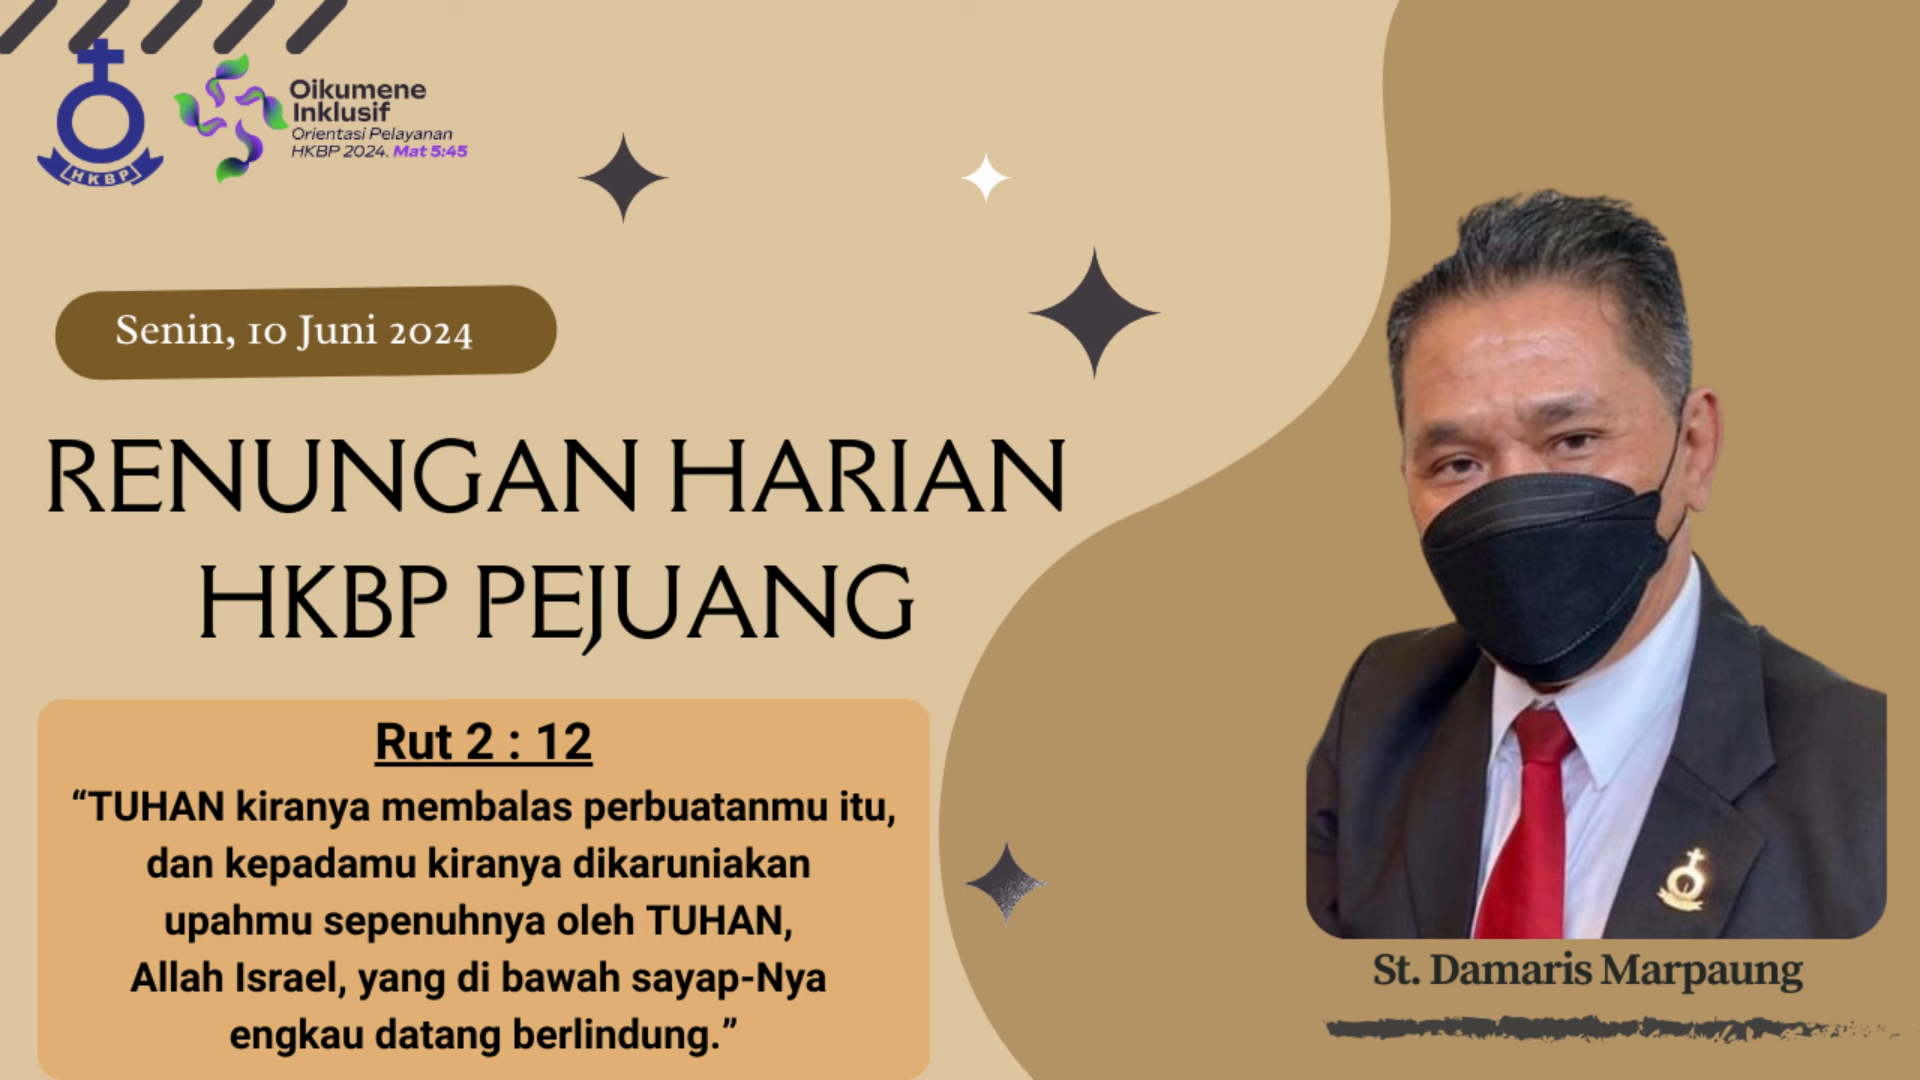 HKBP
Oikumene
Inklusif
Orientasi Pelayanan
HKBP 2024. Mat 5:45
Senin, 10 Juni 2024
RENUNGAN HARIAN
HKBP PEJUANG
Rut 2 : 12
“TUHAN kiranya membalas perbuatanmu itu,
dan kepadamu kiranya dikaruniakan
upahmu sepenuhnya oleh TUHAN,
Allah Israel, yang di bawah sayap-Nya
engkau datang berlindung.”
St. Damaris Marpaung